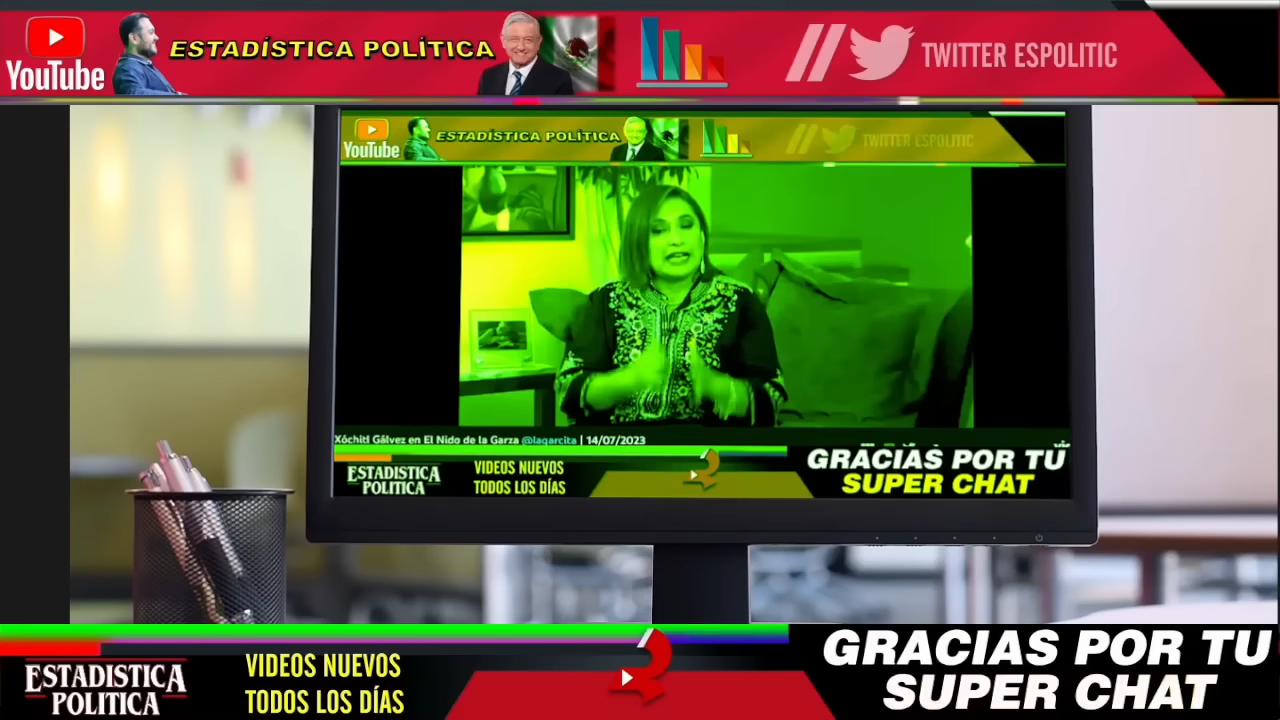 YouTube
ESTADÍSTICA POLÍTICA
TWITTER ESPOLITIC
YouTube
ESTADÍSTICA POLÍTICA
TWITTER ESPOLITIC
Xóchitl Gálvez en El Nido de la Garza @lagarcita | 14/07/2023
ESTADISTICA
POLITICA
VIDEOS NUEVOS
TODOS LOS DÍAS
GRACIAS POR TU
SUPER CHAT
ESTADISTICA
POLITICA
VIDEOS NUEVOS
TODOS LOS DÍAS
GRACIAS POR TU
SUPER CHAT